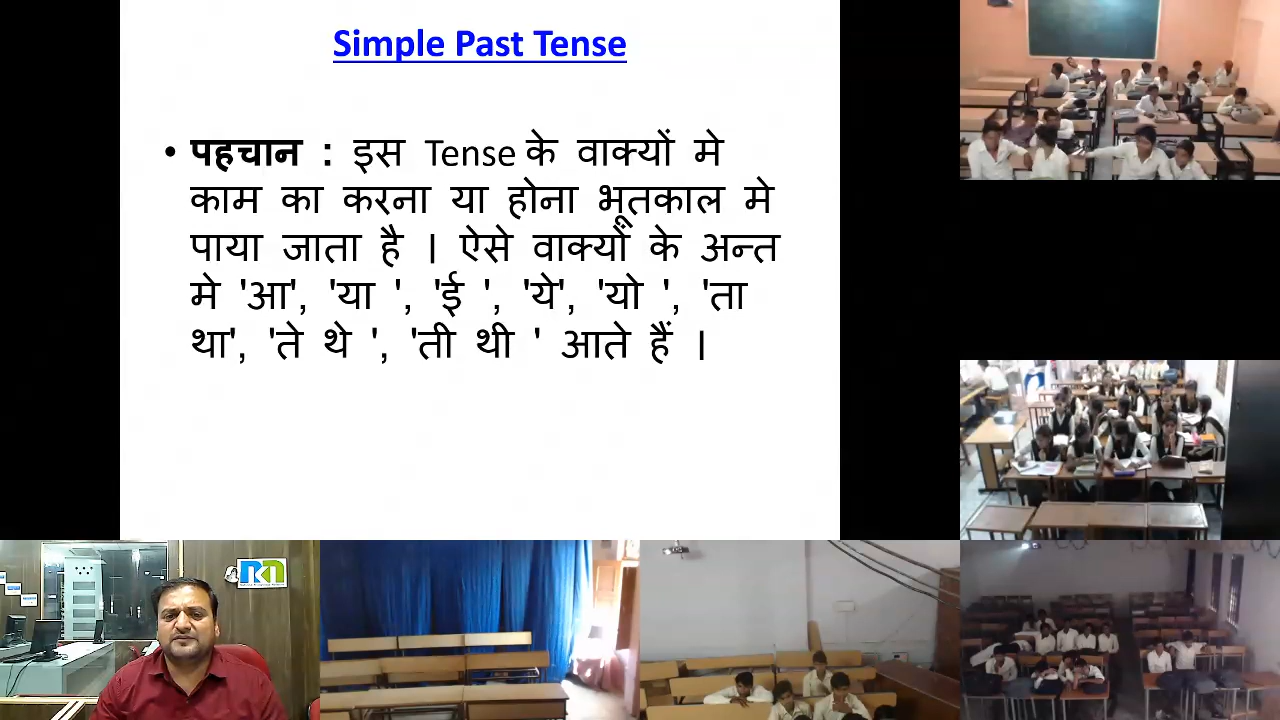 Simple Past Tense
• पहचान : इस Tense के वाक्यों मे
काम का करना या होना भूतकाल मे
पाया जाता है । ऐसे वाक्यों के अन्त
मे 'आ', 'या ', 'ई ', 'ये', 'यो ', 'ता
था', 'ते थे ', 'ती थी ' आते हैं ।